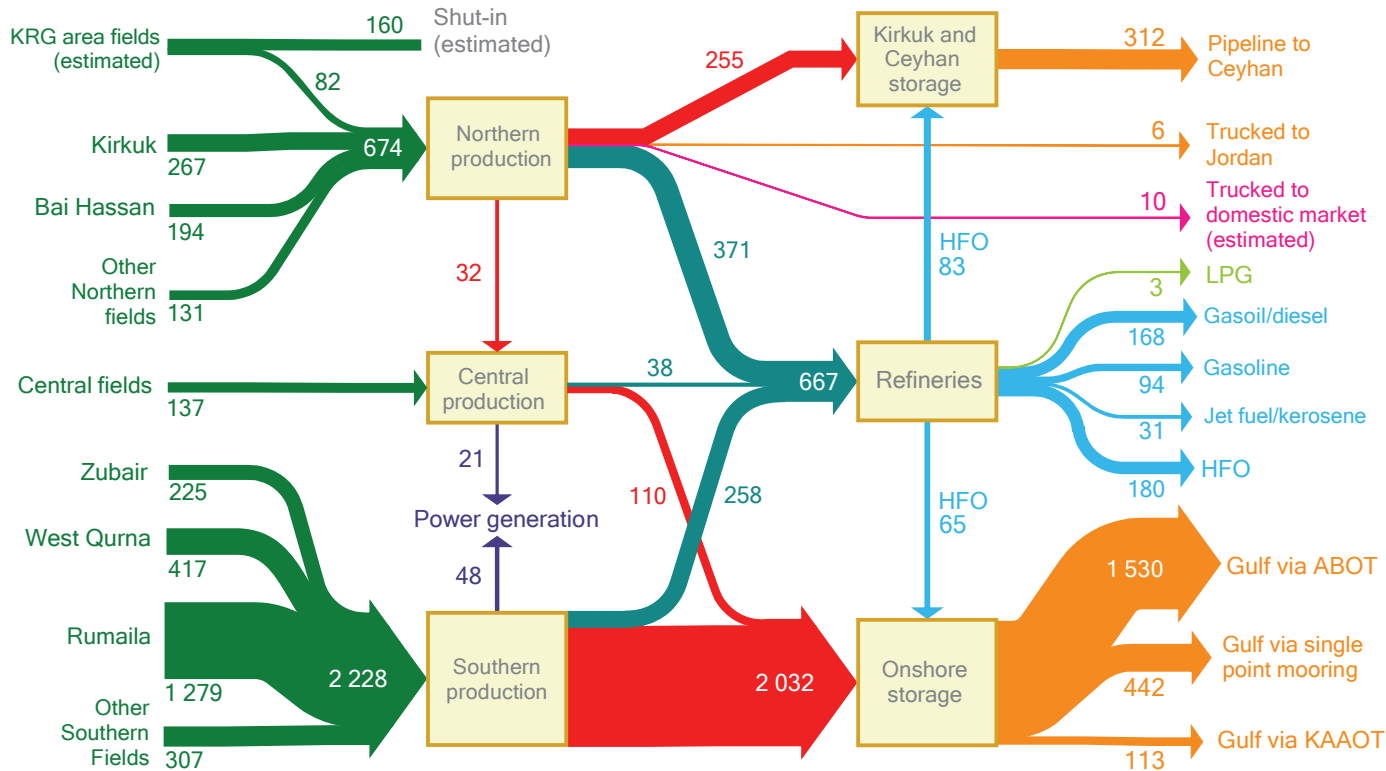 KRG area fields
(estimated)
160
Shut-in
(estimated)
82
Kirkuk
267
Bai Hassan
194
Other
Northern
fields
131
674
Northern
production
255
Kirkuk and
Ceyhan
storage
312
Pipeline to
Ceyhan
6
Trucked to
Jordan
10
Trucked to
domestic market
(estimated)
371
32
HFO
83
3
LPG
168
Gasoil/diesel
94
Gasoline
31
Jet fuel/kerosene
180
HFO
Central fields
137
Central
production
38
667
Refineries
21
Power generation
48
110
258
HFO
65
Zubair
225
West Qurna
417
Rumaila
1 279
Other
Southern
Fields
307
2 228
Southern
production
2 032
Onshore
storage
1 530
Gulf via ABOT
442
Gulf via single
point mooring
113
Gulf via KAAOT